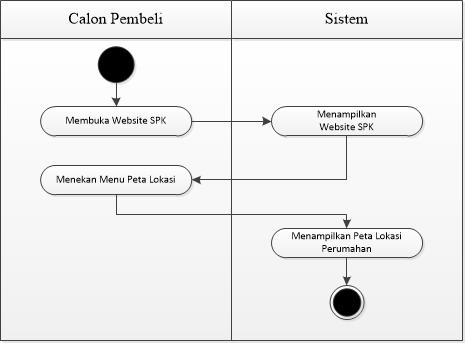 Calon Pembeli
Sistem
Membuka Website SPK
Menampilkan
Website SPK
Menekan Menu Peta Lokasi
Menampilkan Peta Lokasi
Perumahan